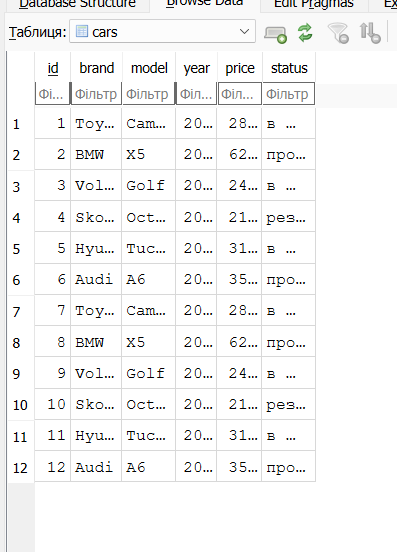 Database Structure Browse Data Edit Pragmas
Таблиця: cars
id brand model year price status
Фі... Фільтр Фільтр Філ... Філ... Фільтр
1 1 Toy… Cam… 20… 28… в …
2 2 BMW X5 20… 62… про…
3 3 Vol… Golf 20… 24… в …
4 4 Sko… Oct… 20… 21… рез…
5 5 Hyu… Tuc… 20… 31… в …
6 6 Audi A6 20… 35… про…
7 7 Toy… Cam… 20… 28… в …
8 8 BMW X5 20… 62… про…
9 9 Vol… Golf 20… 24… в …
10 10 Sko… Oct… 20… 21… рез…
11 11 Hyu… Tuc… 20… 31… в …
12 12 Audi A6 20… 35… про…